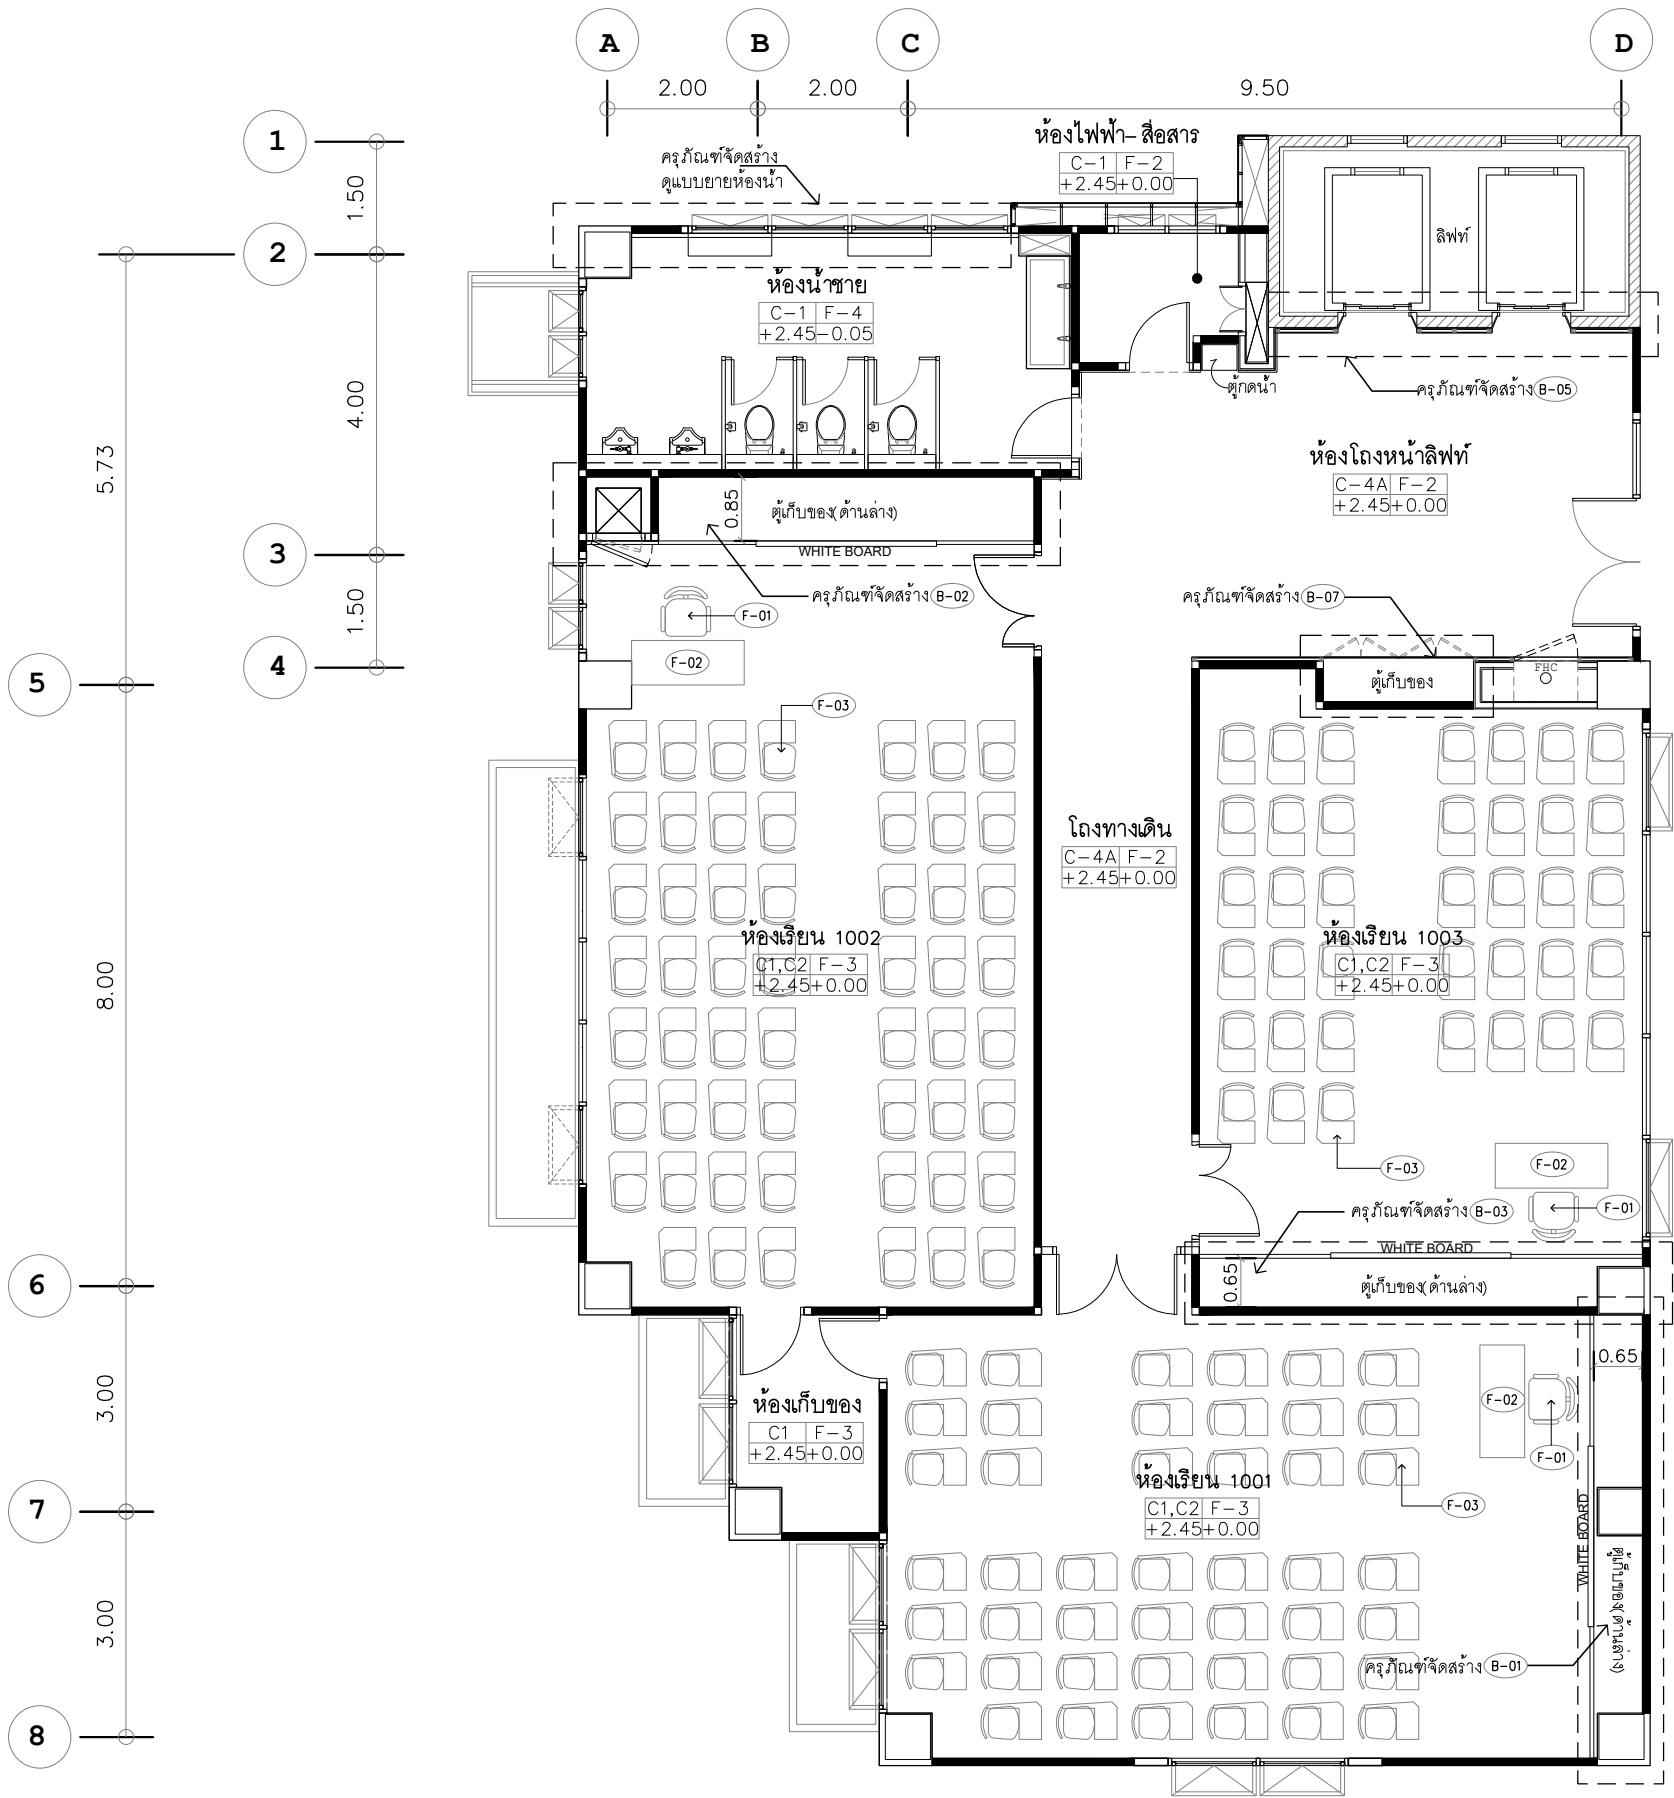 A B C D
2.00 2.00 9.50
1
ห้องไฟฟ้า-สื่อสาร
C-1 F-2
+2.45 +0.00
ครุภัณฑ์จัดสร้าง
ดูแบบขยายห้องน้ำ
1.50
ลิฟท์
2
ห้องน้ำชาย
C-1 F-4
+2.45 -0.05
ตู้กดน้ำ
ครุภัณฑ์จัดสร้าง B-05
4.00
5.73
ห้องโถงหน้าลิฟท์
C-4A F-2
+2.45 +0.00
0.85
ตู้เก็บของ(ด้านล่าง)
WHITE BOARD
3
ครุภัณฑ์จัดสร้าง B-02
ครุภัณฑ์จัดสร้าง B-07
F-01
1.50
F-02
4
FHC
ตู้เก็บของ
5
F-03
โถงทางเดิน
C-4A F-2
+2.45 +0.00
ห้องเรียน 1002
C1,C2 F-3
+2.45 +0.00
ห้องเรียน 1003
C1,C2 F-3
+2.45 +0.00
8.00
F-03
F-02
F-01
ครุภัณฑ์จัดสร้าง B-03
WHITE BOARD
0.65
ตู้เก็บของ(ด้านล่าง)
6
0.65
3.00
ห้องเก็บของ
C1 F-3
+2.45 +0.00
F-02
F-01
ห้องเรียน 1001
C1,C2 F-3
+2.45 +0.00
F-03
7
WHITE BOARD
ตู้เก็บของ(ด้านล่าง)
3.00
ครุภัณฑ์จัดสร้าง B-01
8